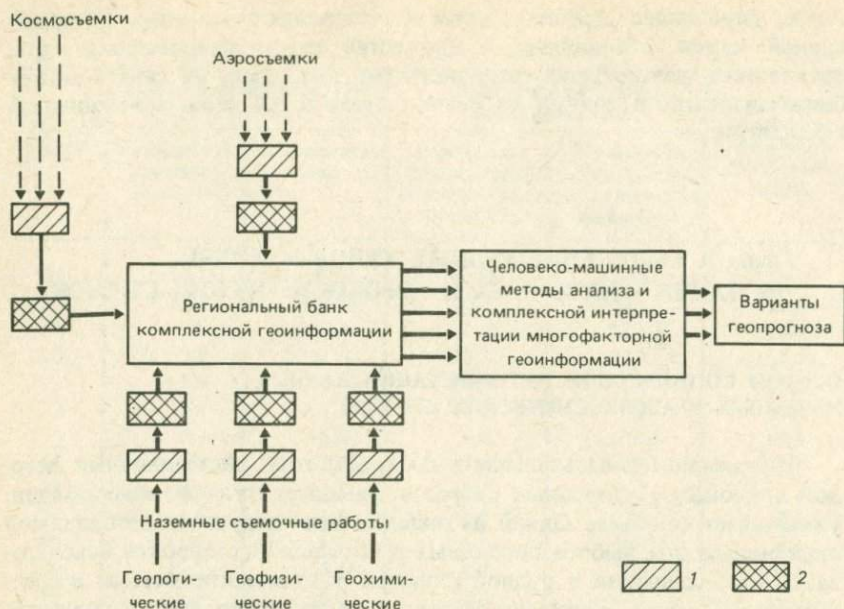 Космосъемки
Аэросъемки
Региональный банк
комплексной геоинформации
Человеко-машинные
методы анализа и
комплексной интерпре-
тации многофакторной
геоинформации
Варианты
геопрогноза
Наземные съемочные работы
Геологи-
ческие
Геофизи-
ческие
Геохими-
ческие
1
2